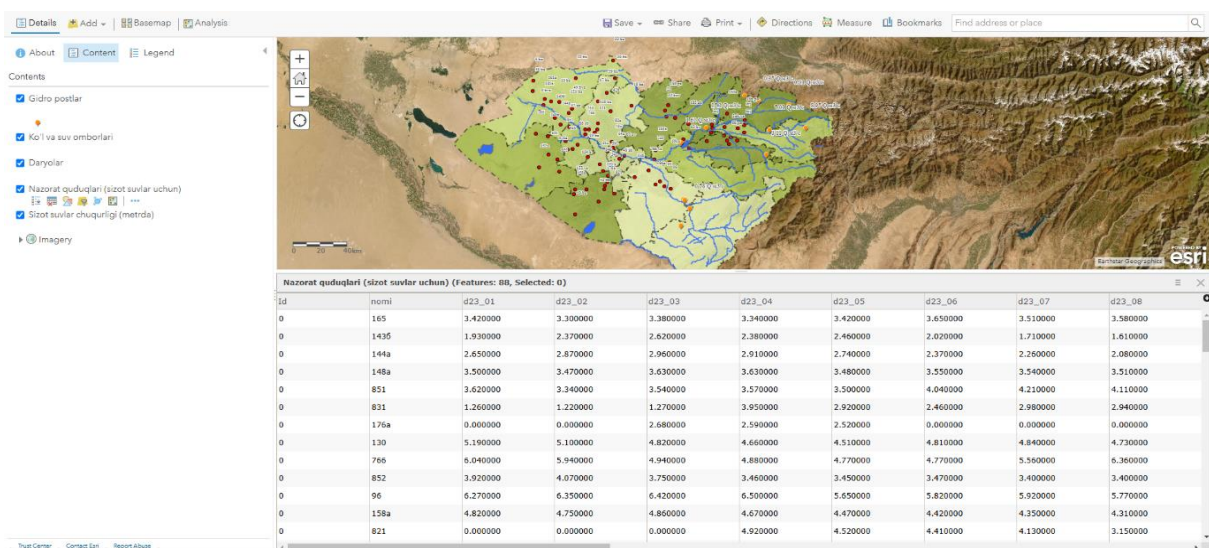 Details Add Basemap Analysis Save Share Print Directions Measure Bookmarks Find address or place
About Content Legend
Contents
Gidro postlar
Ko'l va suv omborlari
Daryolar
Nazorat quduqlari (sizot suvlar uchun)
Sizot suvlar chuqurligi (metrda)
Imagery
Trust Center Contact Esri Report Abuse
0 20 40km
Earthstar Geographics
POWERED BY
esri
Nazorat quduqlari (sizot suvlar uchun) (Features: 88, Selected: 0)
Id nomi d23_01 d23_02 d23_03 d23_04 d23_05 d23_06 d23_07 d23_08
0 165 3.420000 3.300000 3.380000 3.340000 3.420000 3.650000 3.510000 3.580000
0 143б 1.930000 2.370000 2.620000 2.380000 2.460000 2.020000 1.710000 1.610000
0 144a 2.650000 2.870000 2.960000 2.910000 2.740000 2.370000 2.260000 2.080000
0 148a 3.500000 3.470000 3.630000 3.630000 3.480000 3.550000 3.540000 3.510000
0 851 3.620000 3.340000 3.540000 3.570000 3.500000 4.040000 4.210000 4.110000
0 831 1.260000 1.220000 1.270000 3.950000 2.920000 2.460000 2.980000 2.940000
0 176a 0.000000 0.000000 2.680000 2.590000 2.520000 0.000000 0.000000 0.000000
0 130 5.190000 5.100000 4.820000 4.660000 4.510000 4.810000 4.840000 4.730000
0 766 6.040000 5.940000 4.940000 4.880000 4.770000 4.770000 5.560000 6.360000
0 852 3.920000 4.070000 3.750000 3.460000 3.450000 3.470000 3.400000 3.400000
0 96 6.270000 6.350000 6.420000 6.500000 5.650000 5.820000 5.920000 5.770000
0 158a 4.820000 4.750000 4.860000 4.670000 4.470000 4.420000 4.350000 4.310000
0 821 0.000000 0.000000 0.000000 4.920000 4.520000 4.410000 4.130000 3.150000